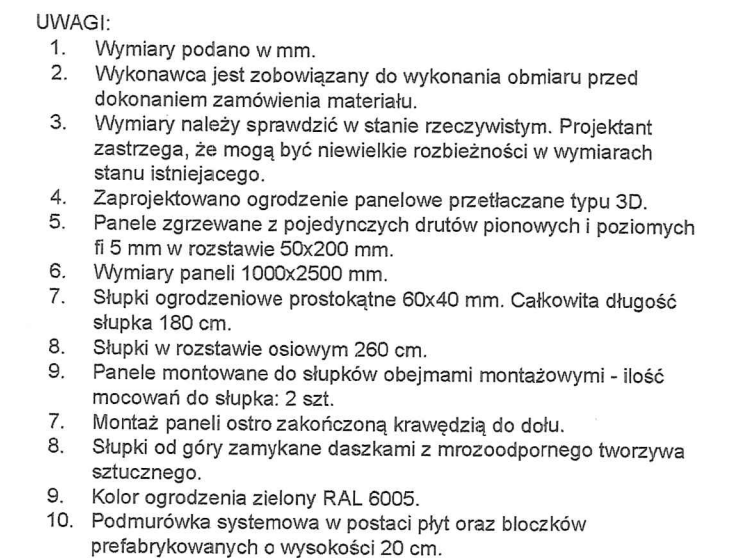 UWAGI:
1. Wymiary podano w mm.
2. Wykonawca jest zobowiązany do wykonania obmiaru przed
dokonaniem zamówienia materiału.
3. Wymiary należy sprawdzić w stanie rzeczywistym. Projektant
zastrzega, że mogą być niewielkie rozbieżności w wymiarach
stanu istniejacego.
4. Zaprojektowano ogrodzenie panelowe przetłaczane typu 3D.
5. Panele zgrzewane z pojedynczych drutów pionowych i poziomych
fi 5 mm w rozstawie 50x200 mm.
6. Wymiary paneli 1000x2500 mm.
7. Słupki ogrodzeniowe prostokątne 60x40 mm. Całkowita długość
słupka 180 cm.
8. Słupki w rozstawie osiowym 260 cm.
9. Panele montowane do słupków obejmami montażowymi - ilość
mocowań do słupka: 2 szt.
7. Montaż paneli ostro zakończoną krawędzią do dołu.
8. Słupki od góry zamykane daszkami z mrozoodpornego tworzywa
sztucznego.
9. Kolor ogrodzenia zielony RAL 6005.
10. Podmurówka systemowa w postaci płyt oraz bloczków
prefabrykowanych o wysokości 20 cm.